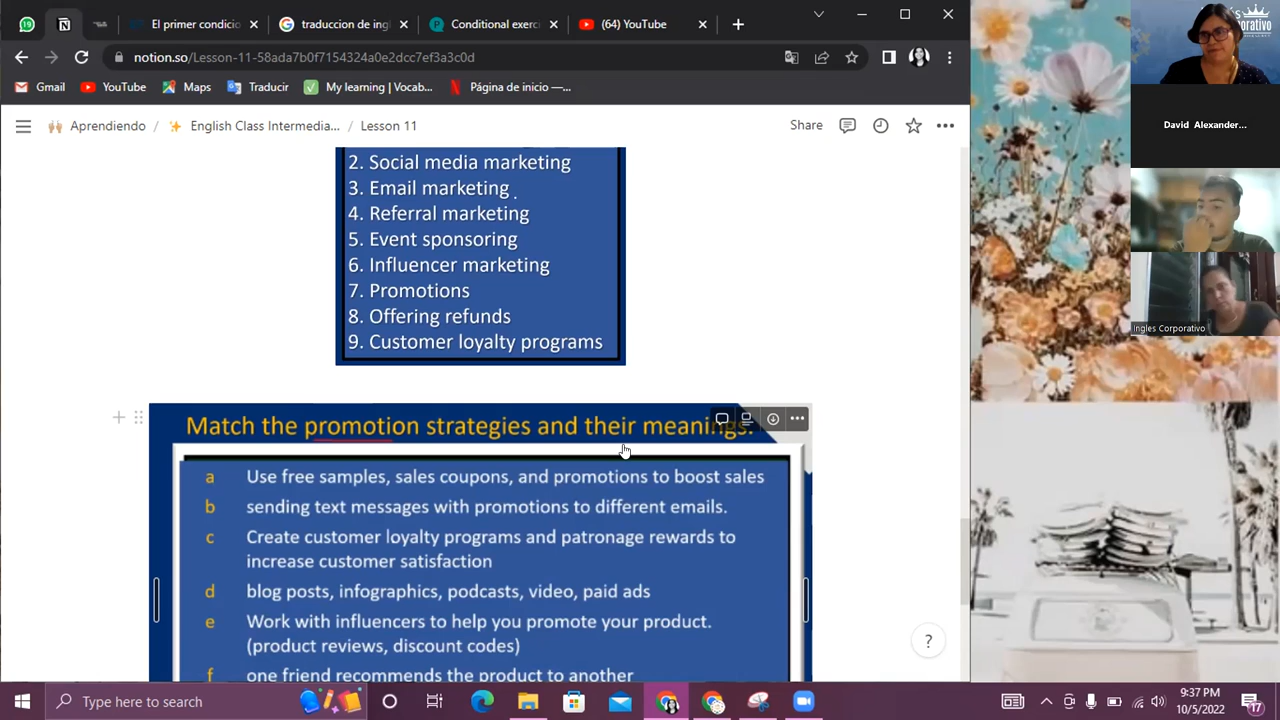 El primer condicio
traduccion de ing
Conditional exerc
(64) YouTube
notion.so/Lesson-11-58ada7b0f7154324a0e2dcc7ef3a3c0d
Gmail
YouTube
Maps
Traducir
My learning | Vocab...
Página de inicio —...
Aprendiendo / English Class Intermedia... / Lesson 11
Share
2. Social media marketing
3. Email marketing
4. Referral marketing
5. Event sponsoring
6. Influencer marketing
7. Promotions
8. Offering refunds
9. Customer loyalty programs
Match the promotion strategies and their meanings.
a Use free samples, sales coupons, and promotions to boost sales
b sending text messages with promotions to different emails.
c Create customer loyalty programs and patronage rewards to
increase customer satisfaction
d blog posts, infographics, podcasts, video, paid ads
e Work with influencers to help you promote your product.
(product reviews, discount codes)
f one friend recommends the product to another
?
David Alexander...
Ingles Corporativo
Type here to search
9:37 PM
10/5/2022
17